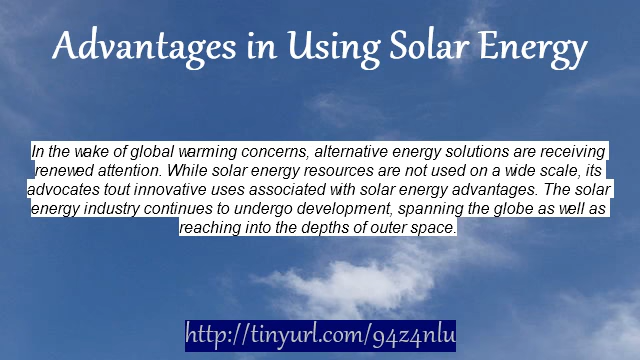 Advantages in Using Solar Energy
In the wake of global warming concerns, alternative energy solutions are receiving
renewed attention. While solar energy resources are not used on a wide scale, its
advocates tout innovative uses associated with solar energy advantages. The solar
energy industry continues to undergo development, spanning the globe as well as
reaching into the depths of outer space.
http://tinyurl.com/94z4nlu